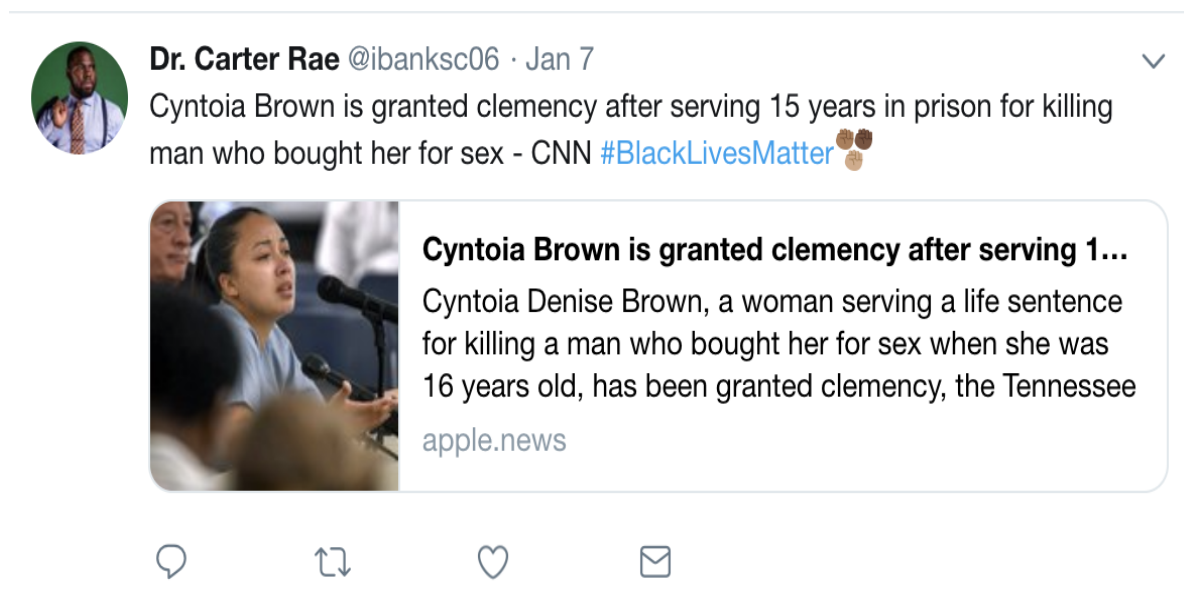 Dr. Carter Rae @ibanksc06 · Jan 7
Cyntoia Brown is granted clemency after serving 15 years in prison for killing
man who bought her for sex - CNN #BlackLivesMatter✊🏾✊🏿✊🏼
Cyntoia Brown is granted clemency after serving 1...
Cyntoia Denise Brown, a woman serving a life sentence
for killing a man who bought her for sex when she was
16 years old, has been granted clemency, the Tennessee
apple.news